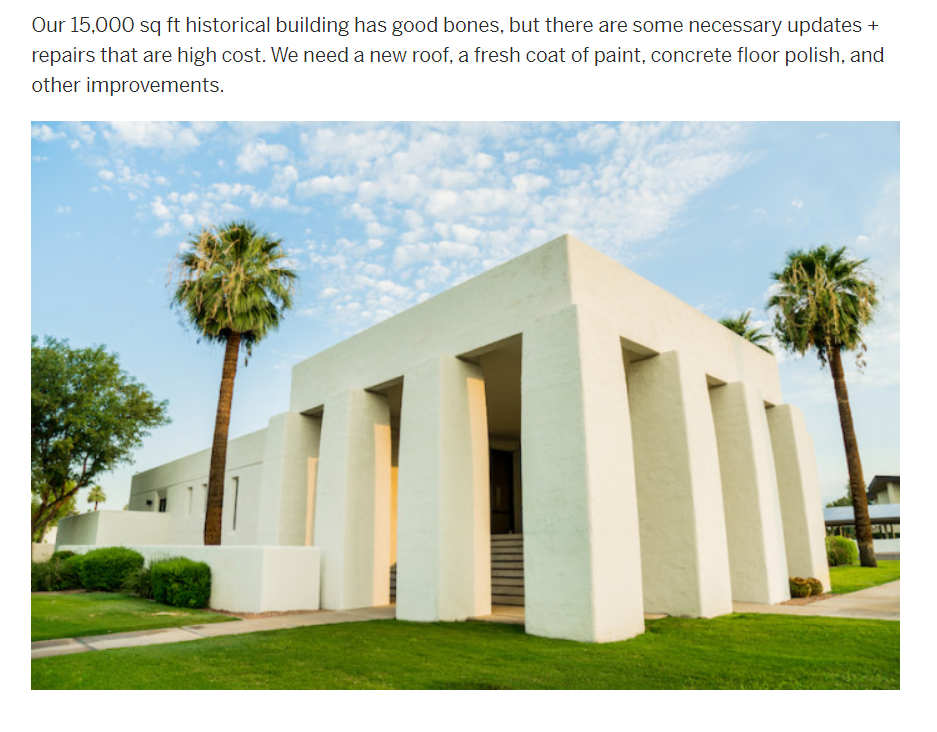 Our 15,000 sq ft historical building has good bones, but there are some necessary updates +
repairs that are high cost. We need a new roof, a fresh coat of paint, concrete floor polish, and
other improvements.